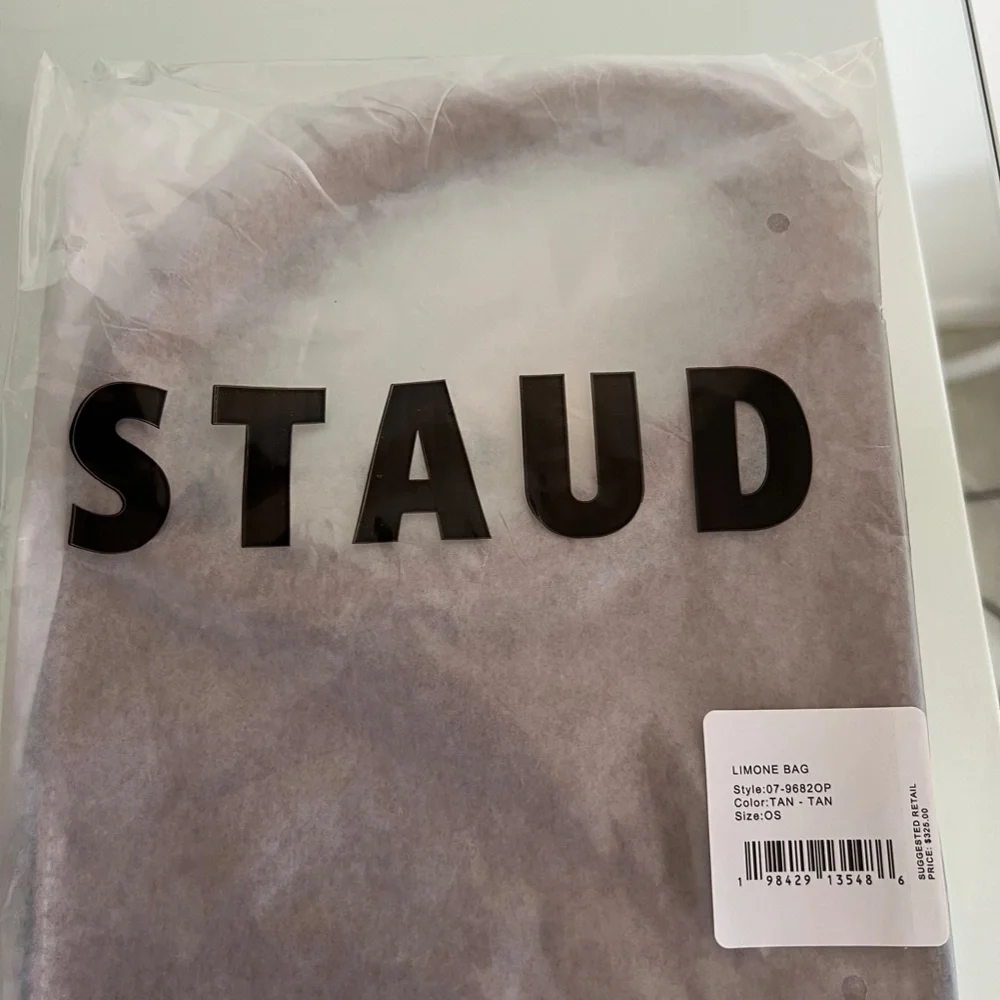 STAUD
LIMONE BAG
Style:07-9682OP
Color:TAN - TAN
Size:OS
1 98429 13548 6
SUGGESTED RETAIL
PRICE: $325.00